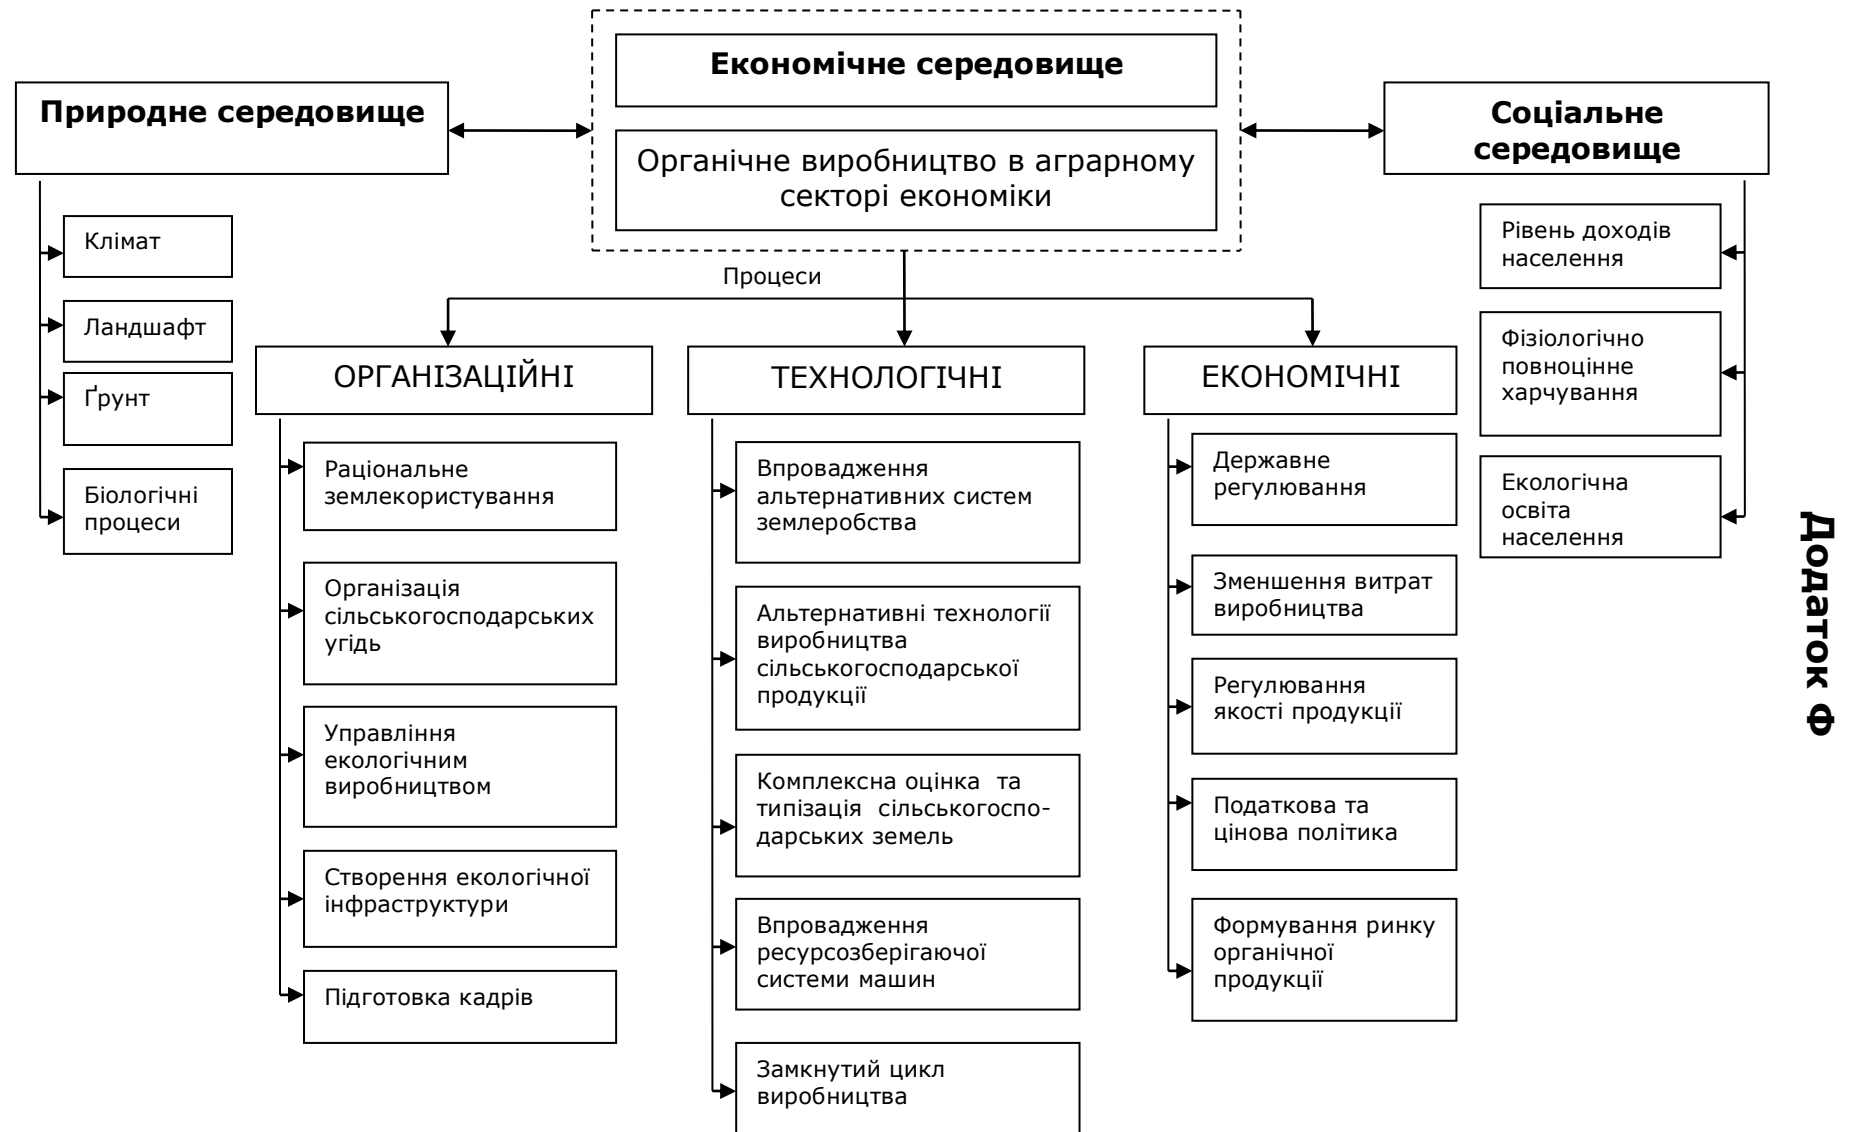 Економічне середовище
Природне середовище
Соціальне
середовище
Органічне виробництво в аграрному
секторі економіки
Процеси
Клімат
Ландшафт
Ґрунт
Біологічні
процеси
ОРГАНІЗАЦІЙНІ
Раціональне
землекористування
Організація
сільськогосподарських
угідь
Управління
екологічним
виробництвом
Створення екологічної
інфраструктури
Підготовка кадрів
ТЕХНОЛОГІЧНІ
Впровадження
альтернативних систем
землеробства
Альтернативні технології
виробництва
сільськогосподарської
продукції
Комплексна оцінка та
типізація сільськогоспо-
дарських земель
Впровадження
ресурсозберігаючої
системи машин
Замкнутий цикл
виробництва
ЕКОНОМІЧНІ
Державне
регулювання
Зменшення витрат
виробництва
Регулювання
якості продукції
Податкова та
цінова політика
Формування ринку
органічної
продукції
Рівень доходів
населення
Фізіологічно
повноцінне
харчування
Екологічна
освіта
населення
Додаток Ф